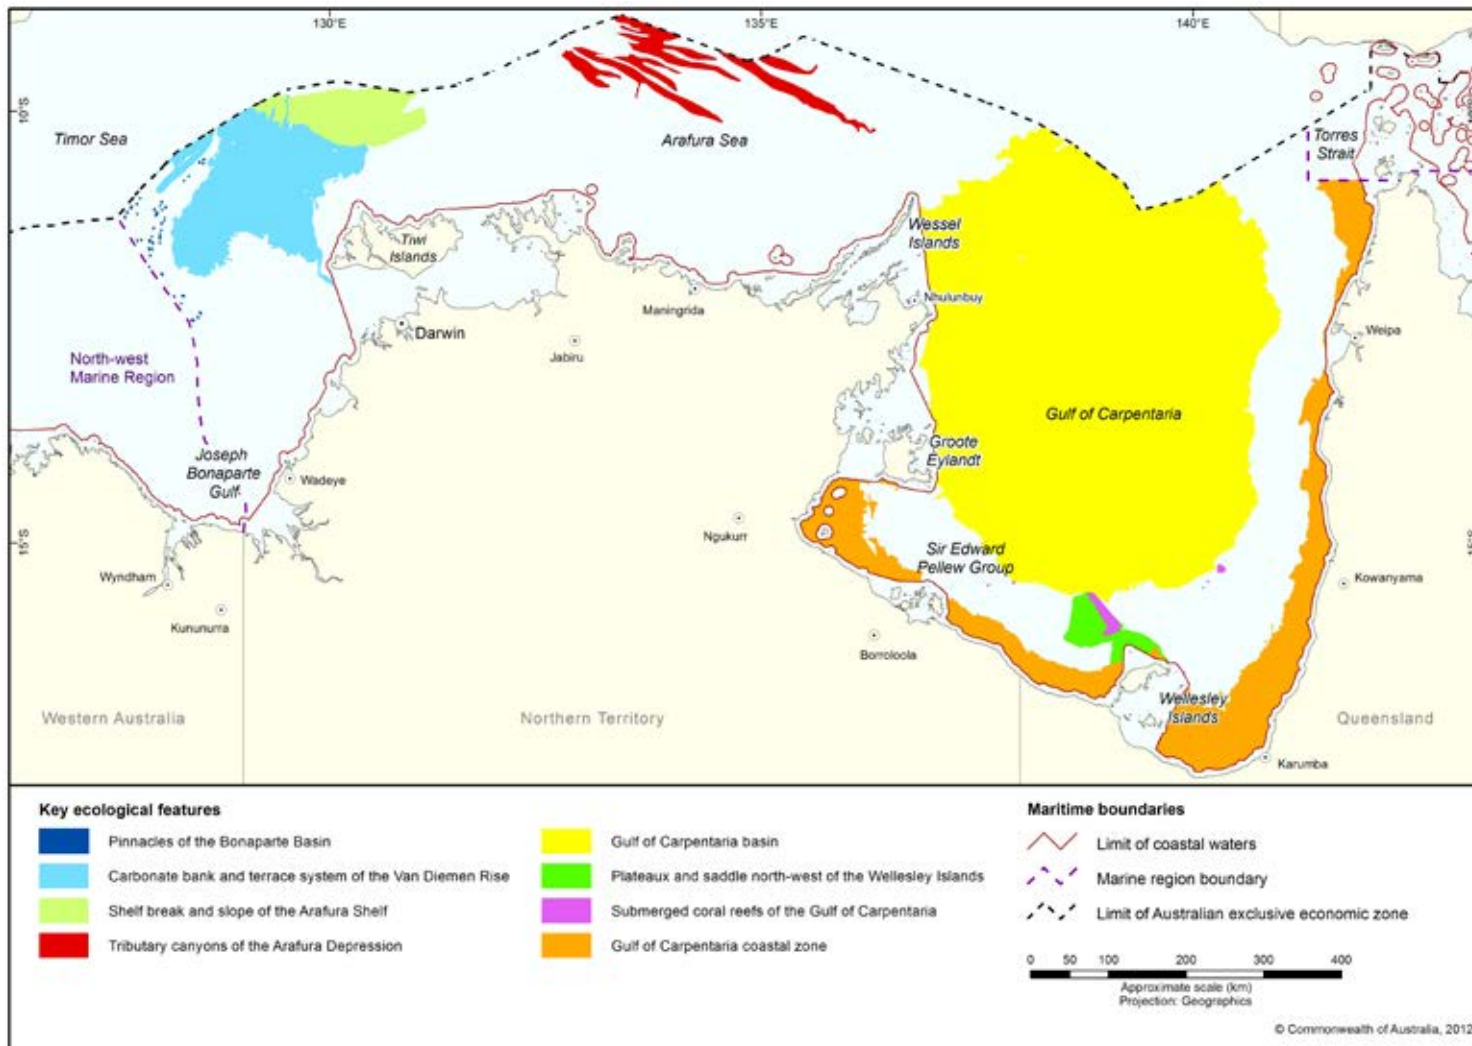 130°E
135°E
140°E
10°S
Timor Sea
Arafura Sea
Torres
Strait
Tiwi
Islands
Wessel
Islands
Maningrida
Nhulunbuy
Darwin
Jabiru
Weipa
North-west
Marine Region
Gulf of Carpentaria
Groote
Eylandt
Joseph
Bonaparte
Gulf
Wadeye
15°S
Ngukurr
Sir Edward
Pellew Group
Wyndham
Kowanyama
Kununurra
Borroloola
Wellesley
Islands
Western Australia
Northern Territory
Queensland
Karumba
Key ecological features
Pinnacles of the Bonaparte Basin
Carbonate bank and terrace system of the Van Diemen Rise
Shelf break and slope of the Arafura Shelf
Tributary canyons of the Arafura Depression
Gulf of Carpentaria basin
Plateaux and saddle north-west of the Wellesley Islands
Submerged coral reefs of the Gulf of Carpentaria
Gulf of Carpentaria coastal zone
Maritime boundaries
Limit of coastal waters
Marine region boundary
Limit of Australian exclusive economic zone
0 50 100 200 300 400
Approximate scale (km)
Projection: Geographics
© Commonwealth of Australia, 2012